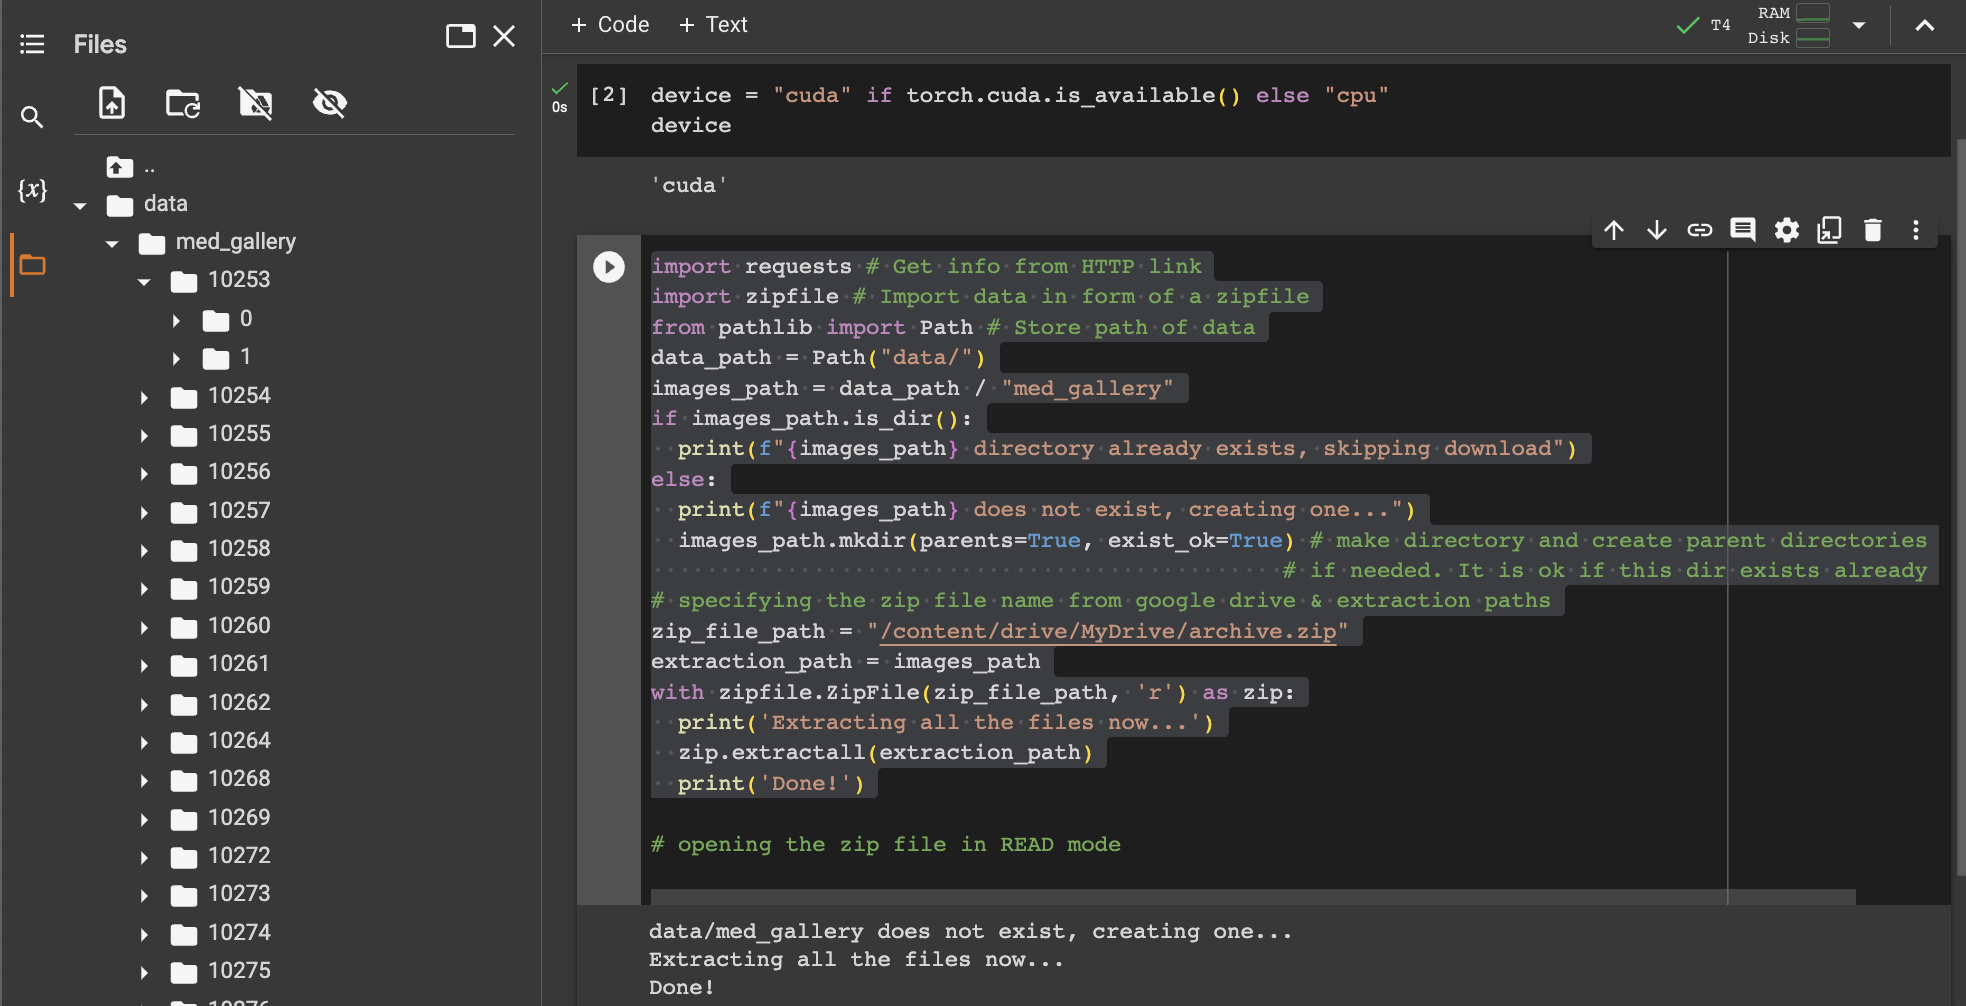 Files
{x}
..
data
med_gallery
10253
0
1
10254
10255
10256
10257
10258
10259
10260
10261
10262
10264
10268
10269
10272
10273
10274
10275
+ Code + Text
T4
RAM
Disk
0s
[2] device = "cuda" if torch.cuda.is_available() else "cpu"
device
'cuda'
import requests # Get info from HTTP link
import zipfile # Import data in form of a zipfile
from pathlib import Path # Store path of data
data_path = Path("data/")
images_path = data_path / "med_gallery"
if images_path.is_dir():
  print(f"{images_path} directory already exists, skipping download")
else:
  print(f"{images_path} does not exist, creating one...")
  images_path.mkdir(parents=True, exist_ok=True) # make directory and create parent directories
                                               # if needed. It is ok if this dir exists already
# specifying the zip file name from google drive & extraction paths
zip_file_path = "/content/drive/MyDrive/archive.zip"
extraction_path = images_path
with zipfile.ZipFile(zip_file_path, 'r') as zip:
  print('Extracting all the files now...')
  zip.extractall(extraction_path)
  print('Done!')
# opening the zip file in READ mode
data/med_gallery does not exist, creating one...
Extracting all the files now...
Done!